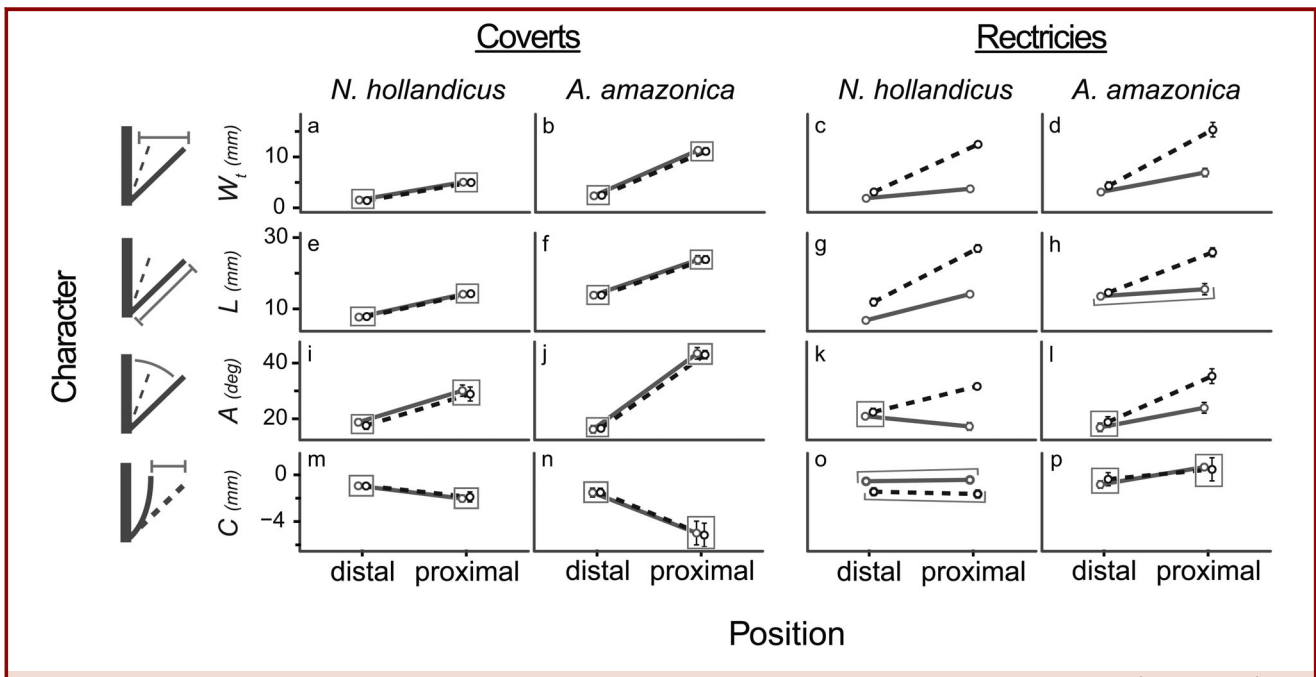 Coverts Rectricies
N. hollandicus A. amazonica N. hollandicus A. amazonica
a b c d
Wt (mm)
10
0
30
e f g h
L (mm)
10
Character
i j k l
40
A (deg)
20
m n o p
0
C (mm)
−4
distal proximal distal proximal distal proximal distal proximal
Position